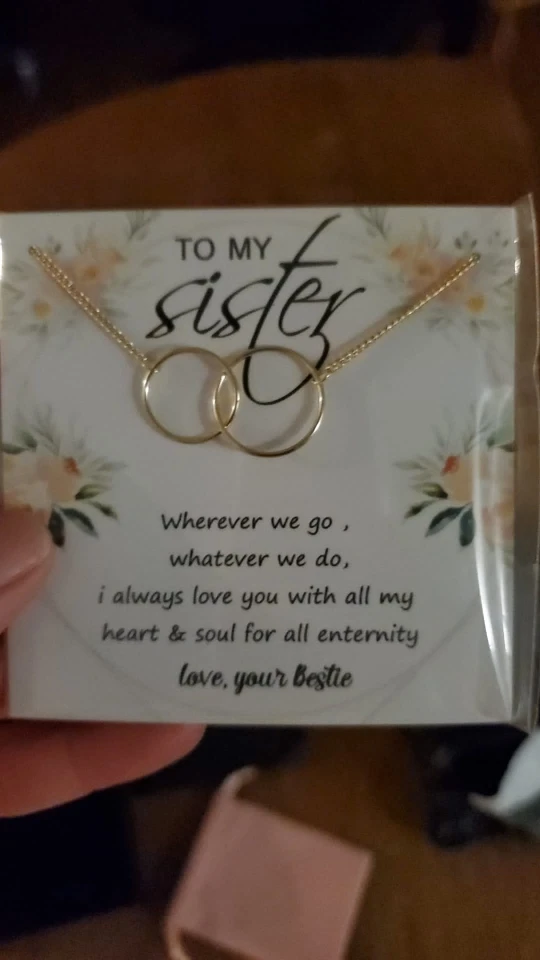 TO MY
sister
Wherever we go ,
whatever we do,
i always love you with all my
heart & soul for all enternity
love, your Bestie